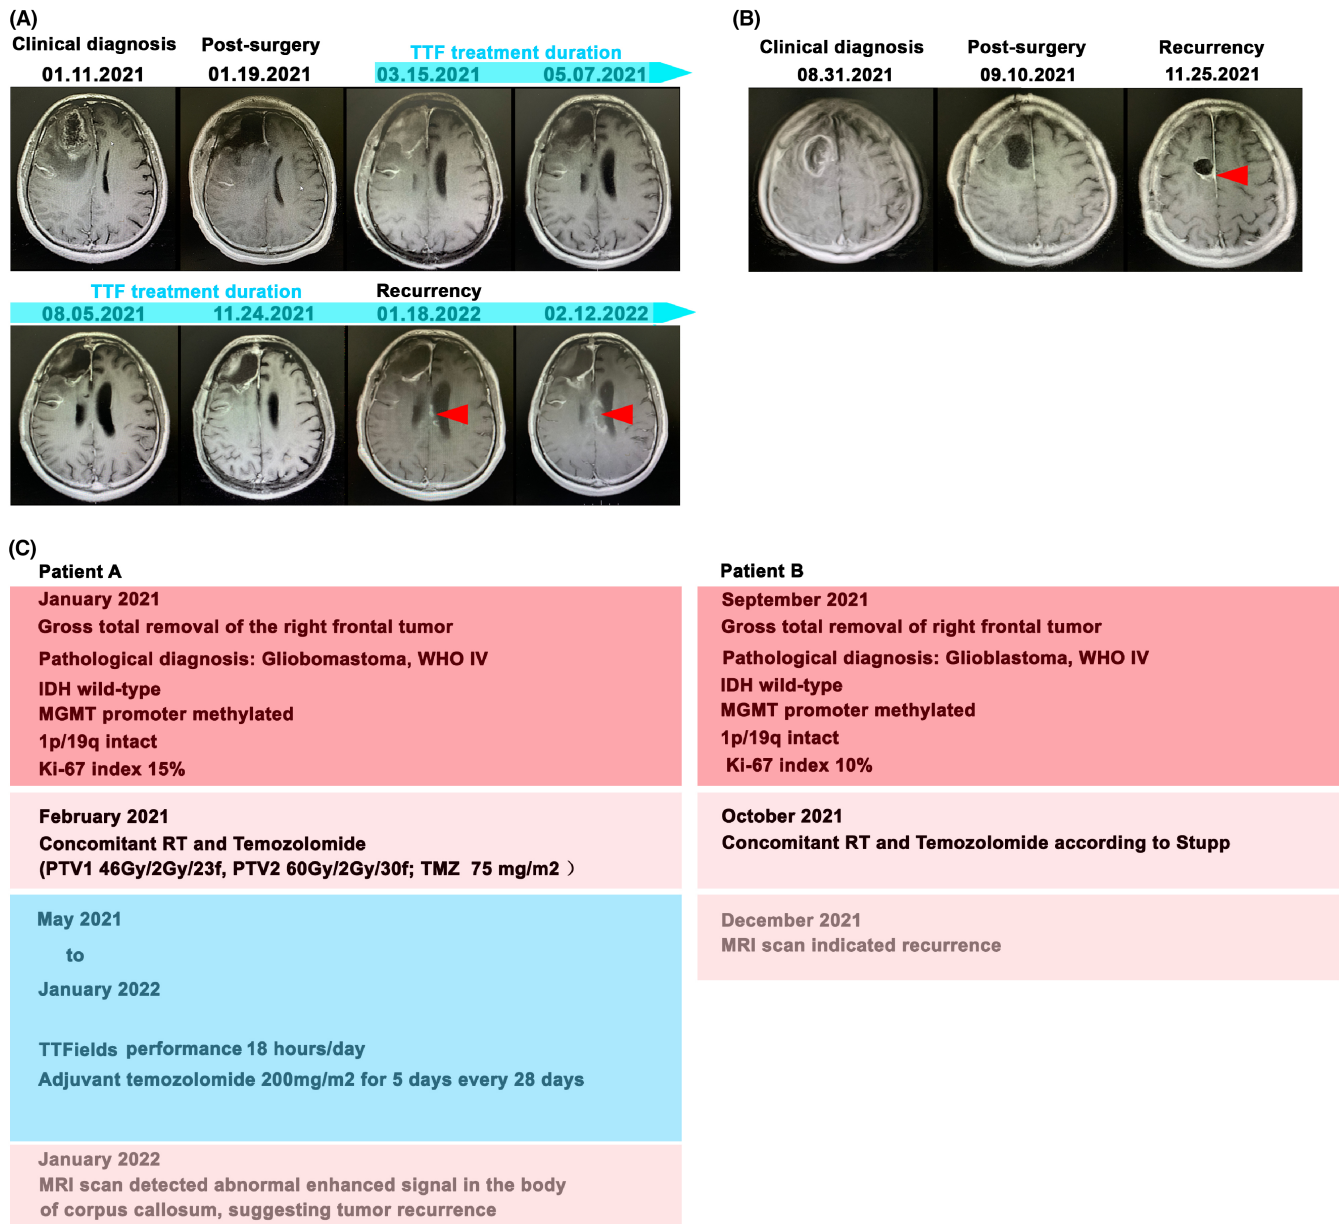 (A)
Clinical diagnosis
01.11.2021
Post-surgery
01.19.2021
TTF treatment duration
03.15.2021
05.07.2021
TTF treatment duration
08.05.2021
11.24.2021
Recurrency
01.18.2022
02.12.2022
(B)
Clinical diagnosis
08.31.2021
Post-surgery
09.10.2021
Recurrency
11.25.2021
(C)
Patient A
January 2021
Gross total removal of the right frontal tumor
Pathological diagnosis: Gliobomastoma, WHO IV
IDH wild-type
MGMT promoter methylated
1p/19q intact
Ki-67 index 15%
February 2021
Concomitant RT and Temozolomide
(PTV1 46Gy/2Gy/23f, PTV2 60Gy/2Gy/30f; TMZ 75 mg/m2 ）
May 2021
to
January 2022
TTFields performance 18 hours/day
Adjuvant temozolomide 200mg/m2 for 5 days every 28 days
January 2022
MRI scan detected abnormal enhanced signal in the body
of corpus callosum, suggesting tumor recurrence
Patient B
September 2021
Gross total removal of right frontal tumor
Pathological diagnosis: Glioblastoma, WHO IV
IDH wild-type
MGMT promoter methylated
1p/19q intact
Ki-67 index 10%
October 2021
Concomitant RT and Temozolomide according to Stupp
December 2021
MRI scan indicated recurrence